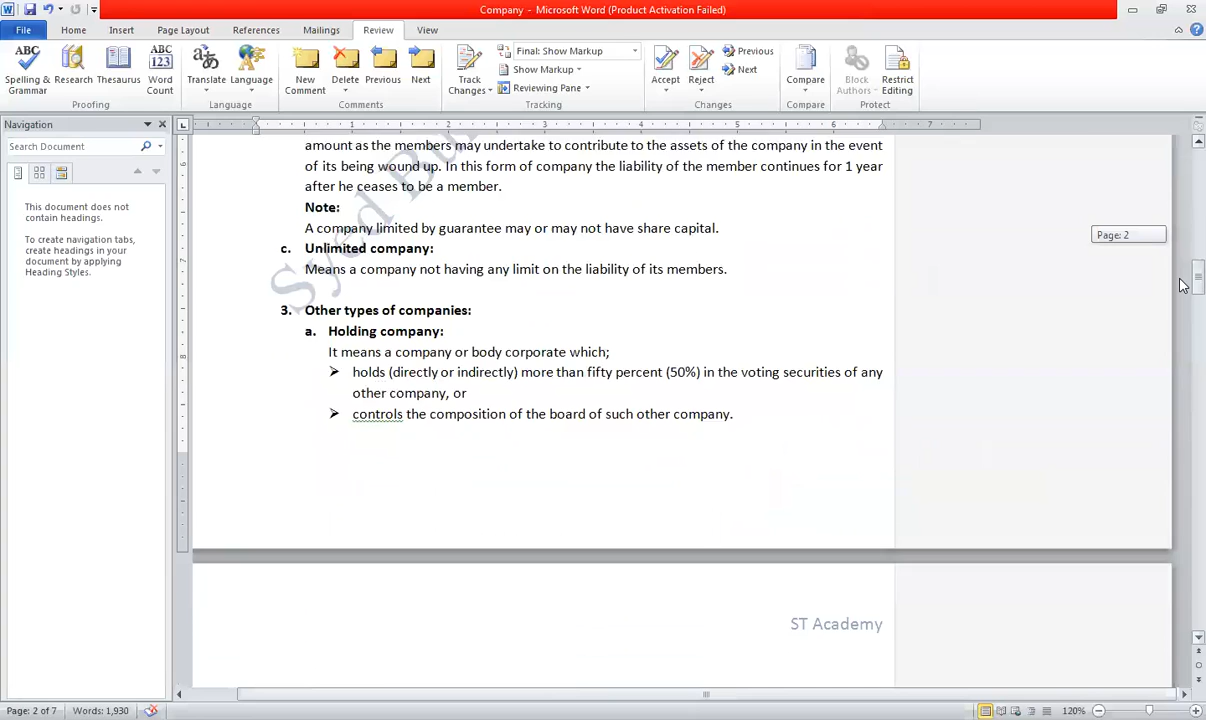 Company - Microsoft Word (Product Activation Failed)
File Home Insert Page Layout References Mailings Review View
Spelling & Grammar Research Thesaurus Word Count Translate Language New Comment Delete Previous Next Track Changes Final: Show Markup Show Markup Reviewing Pane Accept Reject Previous Next Compare Block Authors Restrict Editing
Proofing Language Comments Tracking Changes Compare Protect
Navigation
Search Document
This document does not
contain headings.
To create navigation tabs,
create headings in your
document by applying
Heading Styles.
1 2 3 4 5 6 7
amount as the members may undertake to contribute to the assets of the company in the event
of its being wound up. In this form of company the liability of the member continues for 1 year
after he ceases to be a member.
Note:
A company limited by guarantee may or may not have share capital.
c. Unlimited company:
Means a company not having any limit on the liability of its members.
3. Other types of companies:
a. Holding company:
It means a company or body corporate which;
➢ holds (directly or indirectly) more than fifty percent (50%) in the voting securities of any
other company, or
➢ controls the composition of the board of such other company.
Page: 2
Syed
ST Academy
Page: 2 of 7 Words: 1,930 120%